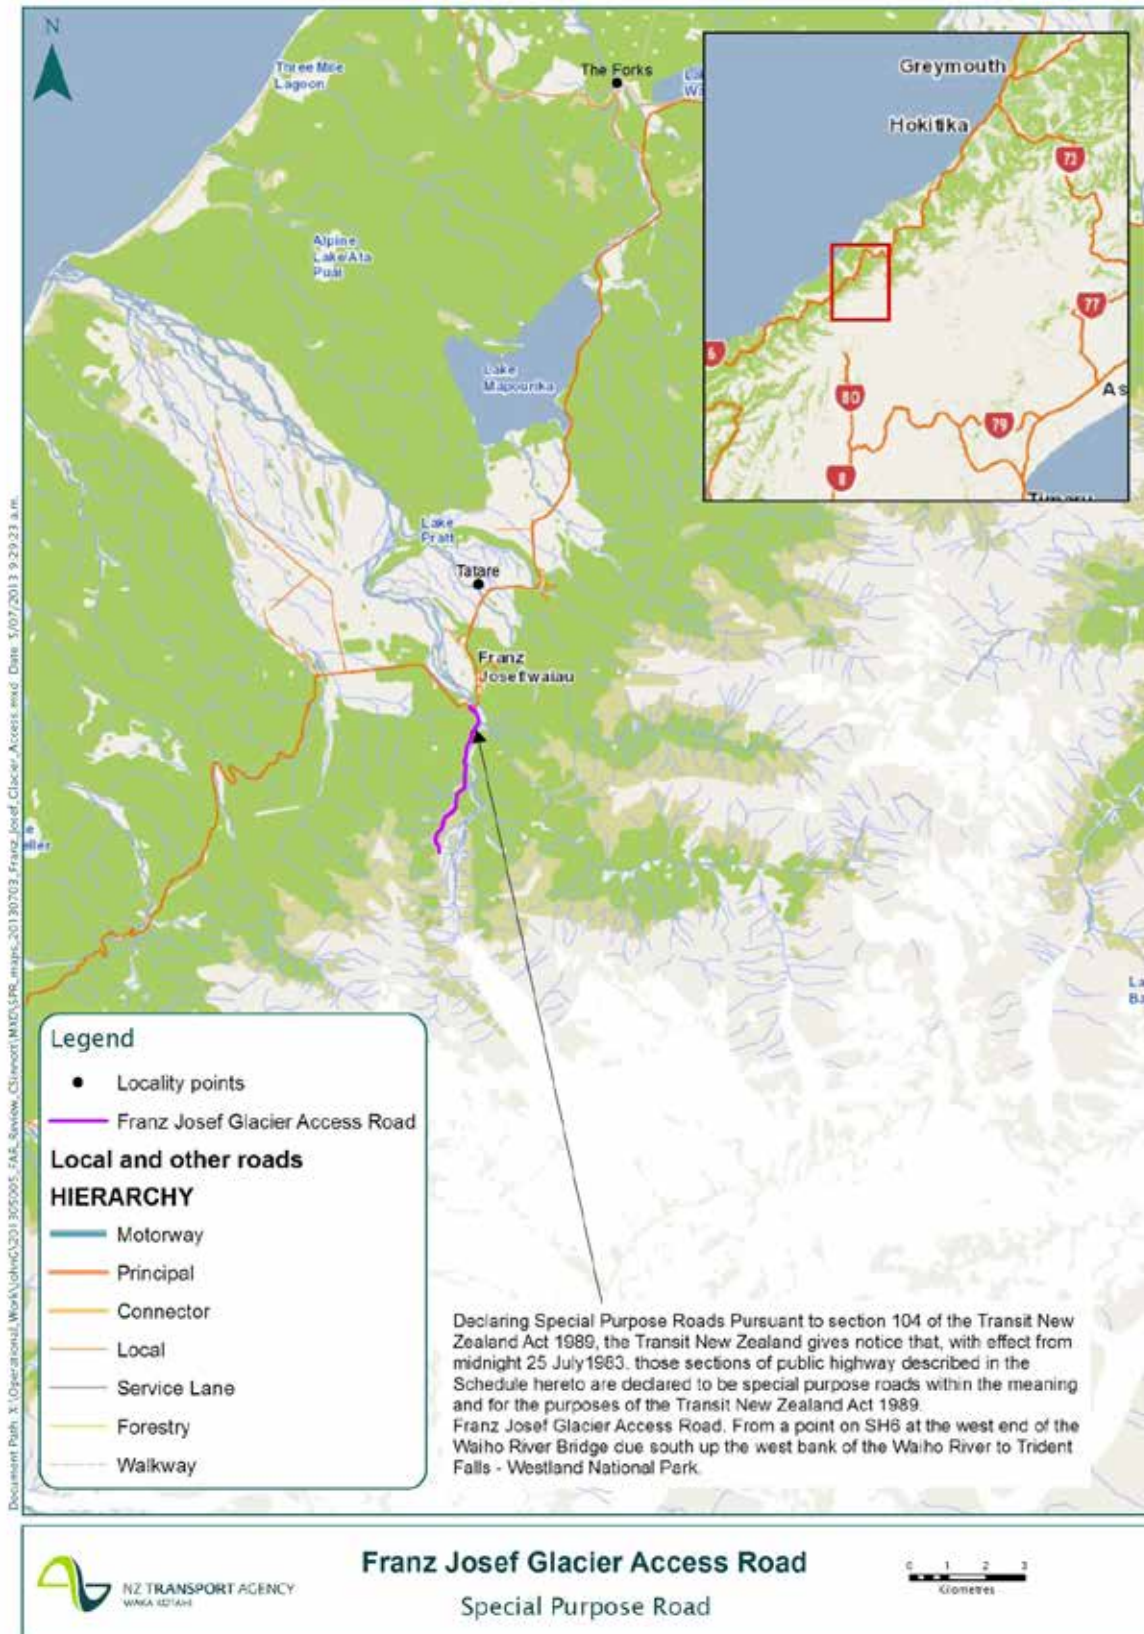 N
Three Mile
Lagoon
The Forks
Alpine
Lake/Ata
Puai
Lake
Mapourika
Lake
Pratt
Tatare
Franz
Josef/waiau
Greymouth
Hokitika
73
77
6
80
79
8
As
Timaru
Legend
Locality points
Franz Josef Glacier Access Road
Local and other roads
HIERARCHY
Motorway
Principal
Connector
Local
Service Lane
Forestry
Walkway
Declaring Special Purpose Roads Pursuant to section 104 of the Transit New
Zealand Act 1989, the Transit New Zealand gives notice that, with effect from
midnight 25 July1983. those sections of public highway described in the
Schedule hereto are declared to be special purpose roads within the meaning
and for the purposes of the Transit New Zealand Act 1989.
Franz Josef Glacier Access Road. From a point on SH6 at the west end of the
Waiho River Bridge due south up the west bank of the Waiho River to Trident
Falls - Westland National Park.
NZ TRANSPORT AGENCY
WAKA KOTAHI
Franz Josef Glacier Access Road
Special Purpose Road
0 1 2 3
Kilometres